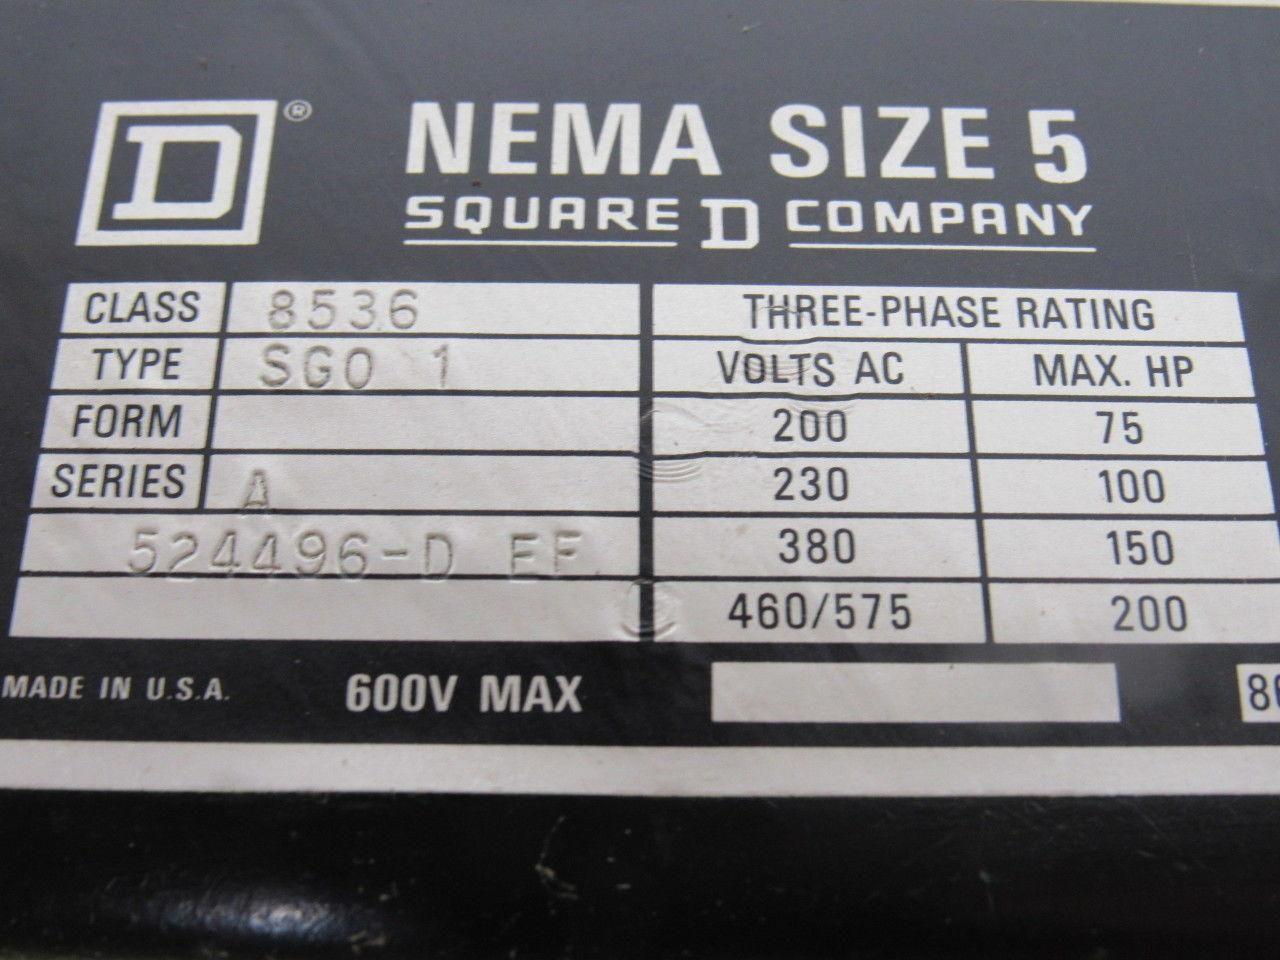 D ®
NEMA SIZE 5
SQUARE D COMPANY
CLASS 8536
TYPE SGO 1
FORM
SERIES A
524496-D EF
THREE-PHASE RATING
VOLTS AC MAX. HP
200 75
230 100
380 150
460/575 200
MADE IN U.S.A. 600V MAX